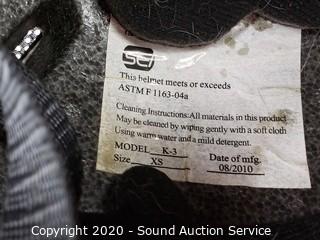 SEI
This helmet meets or exceeds
ASTM F 1163-04a
Cleaning Instructions:All materials in this product
May be cleaned by wiping gently with a soft cloth
Using warm water and a mild detergent.
MODEL K-3
Size XS Date of mfg.
08/2010
Copyright 2020 - Sound Auction Service